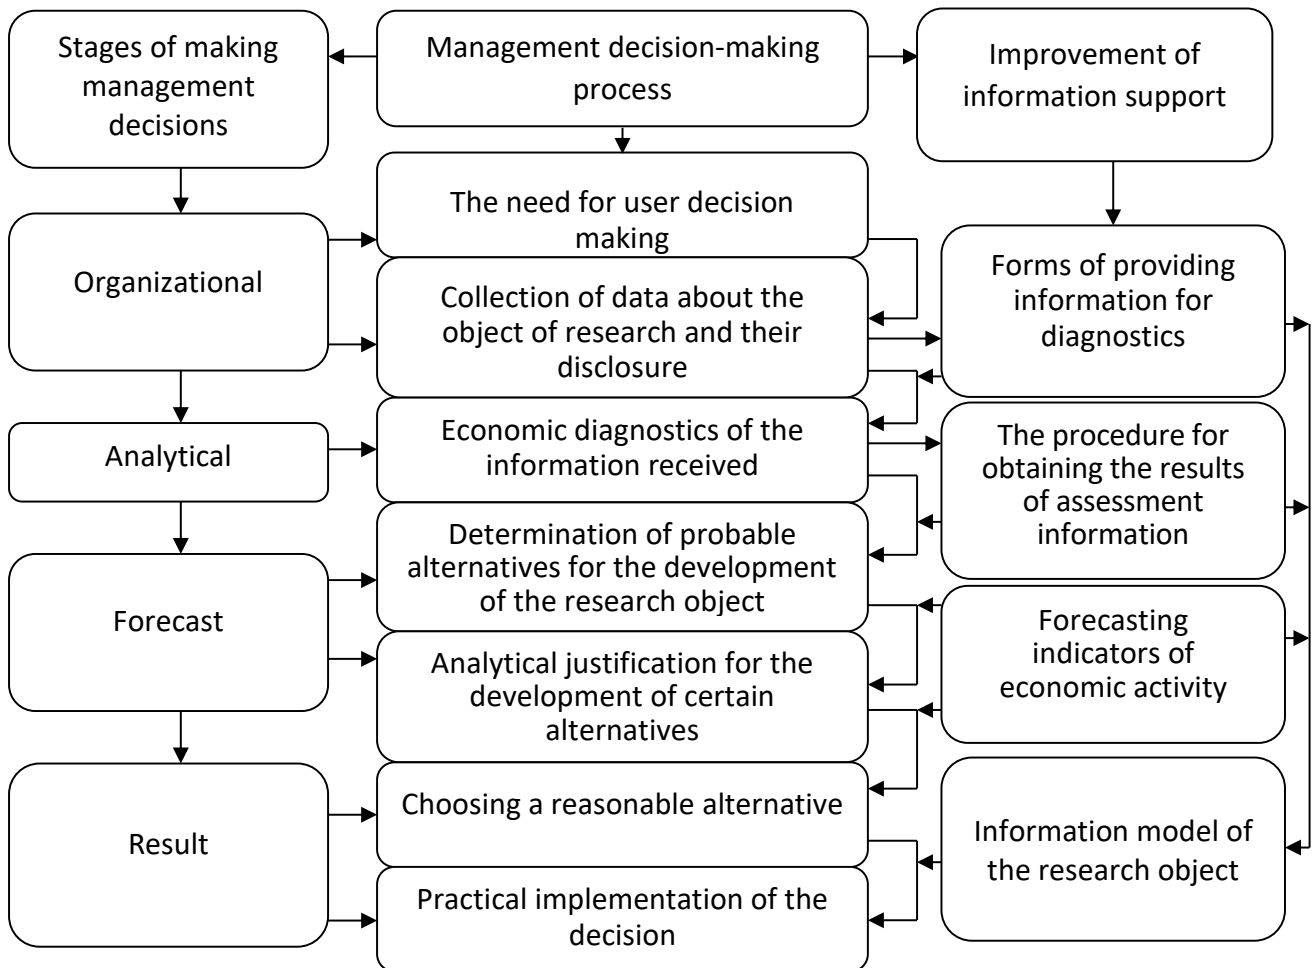 Stages of making
management
decisions
Management decision-making
process
Improvement of
information support
The need for user decision
making
Organizational
Collection of data about the
object of research and their
disclosure
Forms of providing
information for
diagnostics
Analytical
Economic diagnostics of the
information received
The procedure for
obtaining the results
of assessment
information
Forecast
Determination of probable
alternatives for the development
of the research object
Analytical justification for the
development of certain
alternatives
Forecasting
indicators of
economic activity
Result
Choosing a reasonable alternative
Practical implementation of the
decision
Information model of
the research object